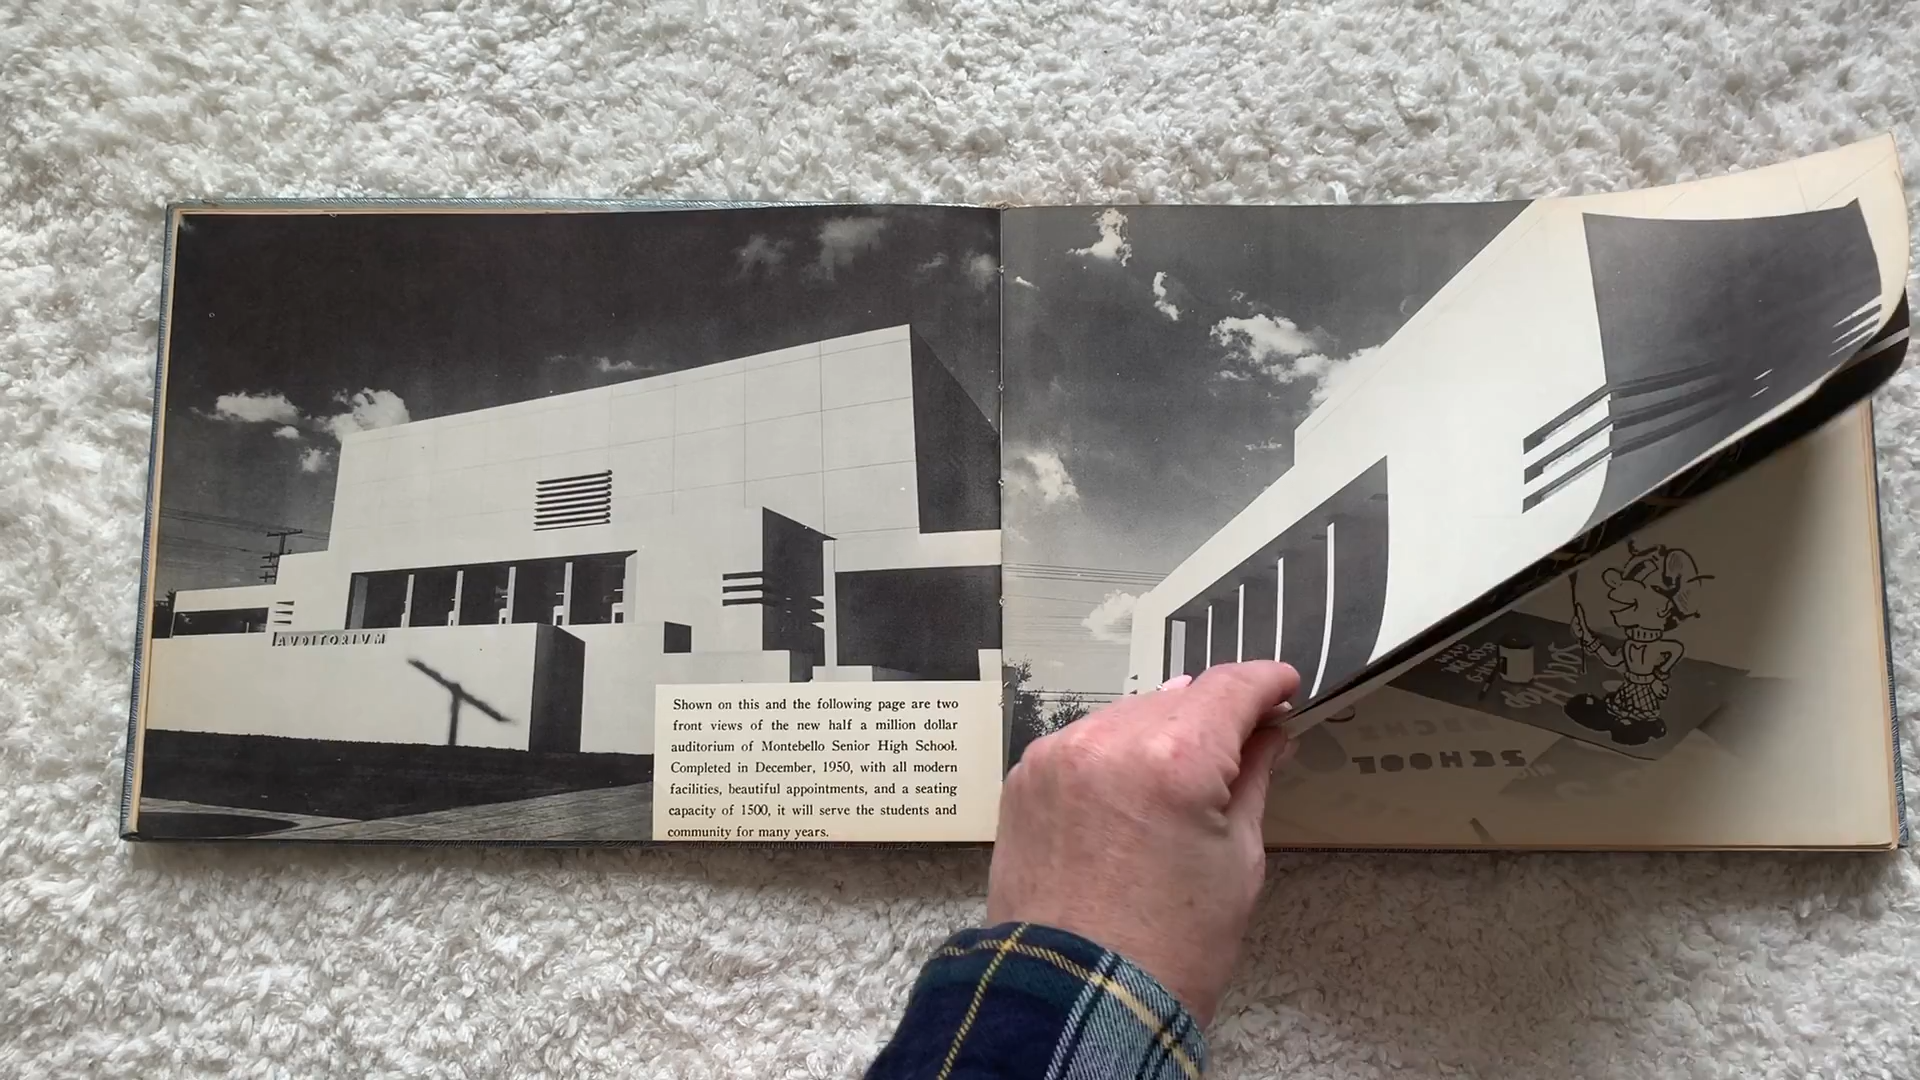 AUDITORIUM
Shown on this and the following page are two
front views of the new half a million dollar
auditorium of Montebello Senior High School.
Completed in December, 1950, with all modern
facilities, beautiful appointments, and a seating
capacity of 1500, it will serve the students and
community for many years.
SOCK Hop
SCHOOL